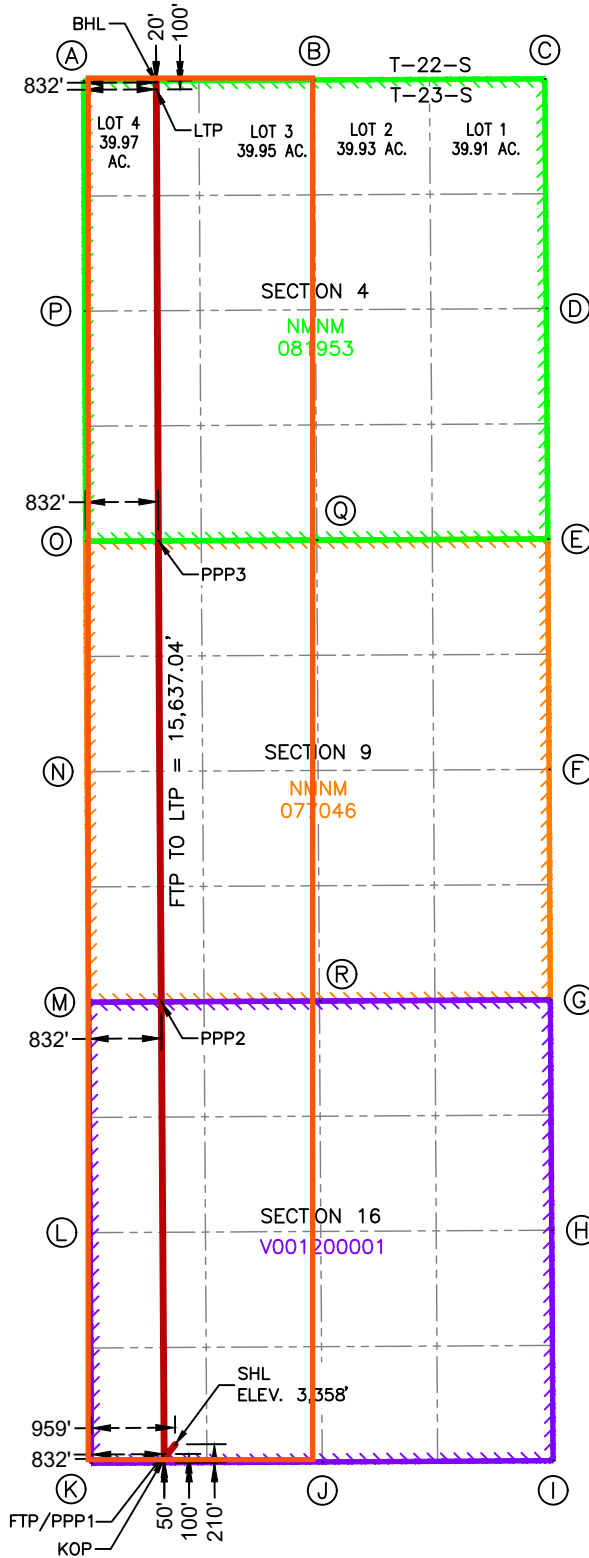 BHL
20'
100'
A
B
C
T-22-S
T-23-S
832'
LTP
LOT 4
39.97
AC.
LOT 3
39.95 AC.
LOT 2
39.93 AC.
LOT 1
39.91 AC.
SECTION 4
NMNM
081953
P
D
832'
Q
O
E
PPP3
FTP TO LTP = 15,637.04'
SECTION 9
NMNM
077046
N
F
R
M
G
832'
PPP2
SECTION 16
V001200001
L
H
SHL
ELEV. 3,358'
959'
832'
K
J
I
FTP/PPP1
KOP
50'
100'
210'